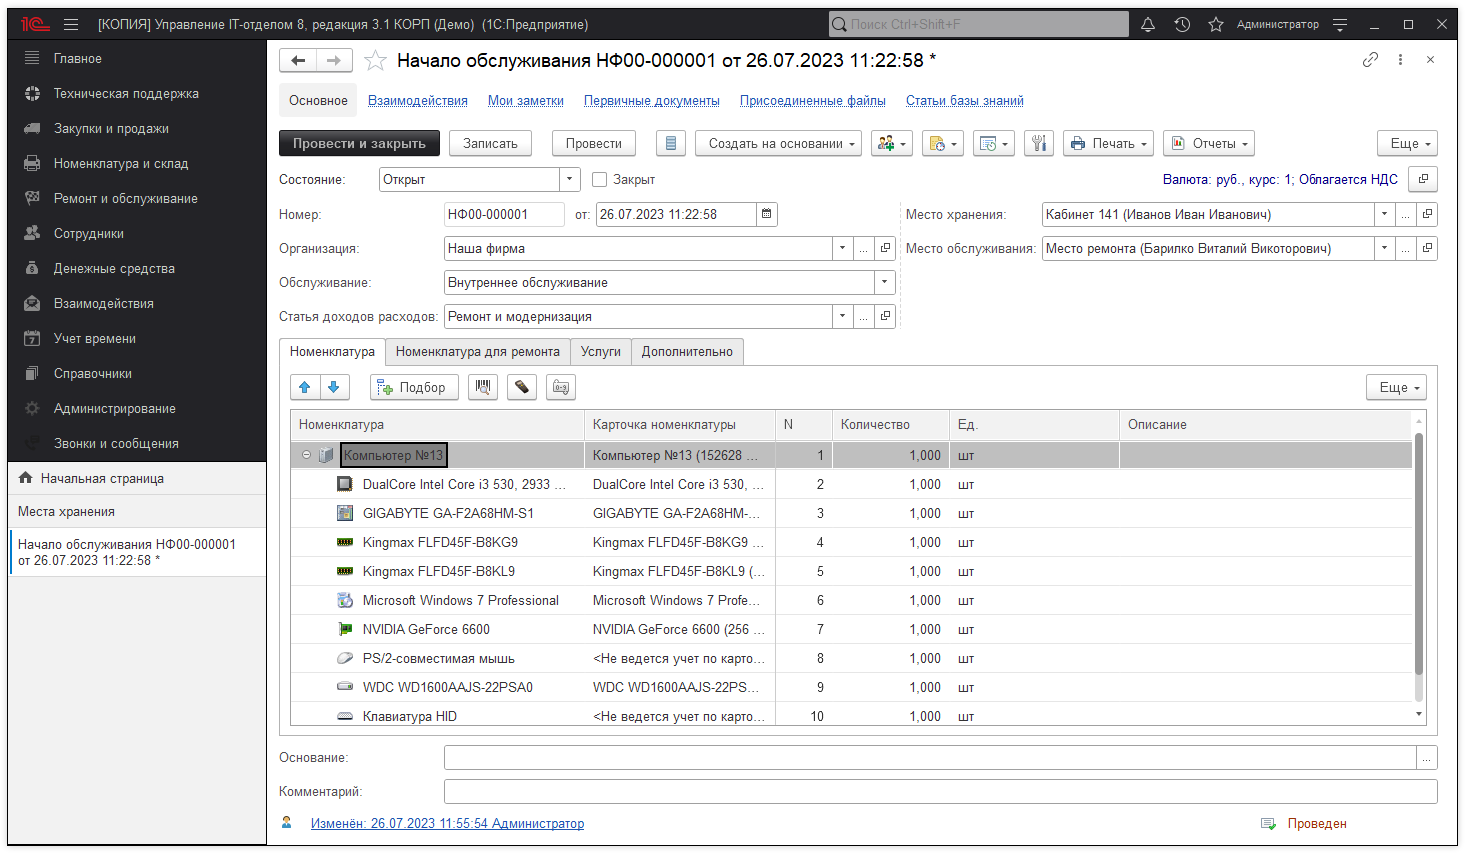 [КОПИЯ] Управление IT-отделом 8, редакция 3.1 КОРП (Демо) (1С:Предприятие)
Поиск Ctrl+Shift+F
Администратор
Главное
Техническая поддержка
Закупки и продажи
Номенклатура и склад
Ремонт и обслуживание
Сотрудники
Денежные средства
Взаимодействия
Учет времени
Справочники
Администрирование
Звонки и сообщения
Начальная страница
Места хранения
Начало обслуживания НФ00-000001
от 26.07.2023 11:22:58 *
Начало обслуживания НФ00-000001 от 26.07.2023 11:22:58 *
Основное Взаимодействия Мои заметки Первичные документы Присоединенные файлы Статьи базы знаний
Провести и закрыть Записать Провести Создать на основании Печать Отчеты Еще
Состояние: Открыт Закрыт Валюта: руб., курс: 1; Облагается НДС
Номер: НФ00-000001 от: 26.07.2023 11:22:58 Место хранения: Кабинет 141 (Иванов Иван Иванович)
Организация: Наша фирма Место обслуживания: Место ремонта (Барилко Виталий Викоторович)
Обслуживание: Внутреннее обслуживание
Статья доходов расходов: Ремонт и модернизация
Номенклатура Номенклатура для ремонта Услуги Дополнительно
Подбор Еще
Номенклатура Карточка номенклатуры N Количество Ед. Описание
Компьютер №13 Компьютер №13 (152628 ... 1 1,000 шт
DualCore Intel Core i3 530, 2933 ... DualCore Intel Core i3 530, ... 2 1,000 шт
GIGABYTE GA-F2A68HM-S1 GIGABYTE GA-F2A68HM-... 3 1,000 шт
Kingmax FLFD45F-B8KG9 Kingmax FLFD45F-B8KG9 ... 4 1,000 шт
Kingmax FLFD45F-B8KL9 Kingmax FLFD45F-B8KL9 (... 5 1,000 шт
Microsoft Windows 7 Professional Microsoft Windows 7 Profe... 6 1,000 шт
NVIDIA GeForce 6600 NVIDIA GeForce 6600 (256 ... 7 1,000 шт
PS/2-совместимая мышь <Не ведется учет по карто... 8 1,000 шт
WDC WD1600AAJS-22PSA0 WDC WD1600AAJS-22PS... 9 1,000 шт
Клавиатура HID <Не ведется учет по карто... 10 1,000 шт
Основание:
Комментарий:
Изменён: 26.07.2023 11:55:54 Администратор Проведен